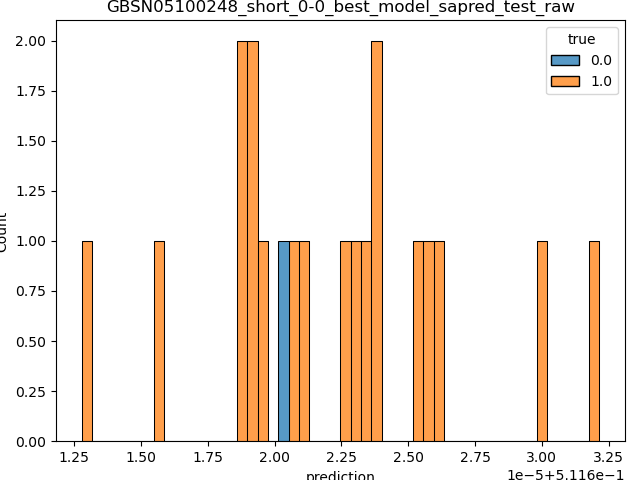 GBSN05100248_short_0-0_best_model_sapred_test_raw
true
0.0
1.0
2.00
1.75
1.50
1.25
1.00
0.75
0.50
0.25
0.00
Count
1.25 1.50 1.75 2.00 2.25 2.50 2.75 3.00 3.25
prediction
1e−5+5.116e−1